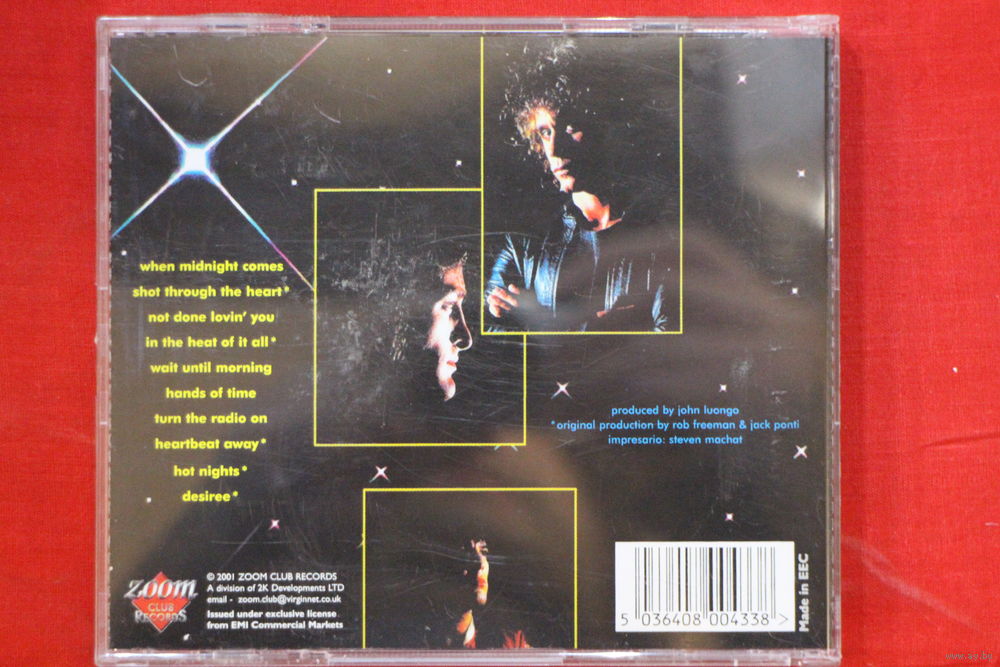 when midnight comes
shot through the heart*
not done lovin' you
in the heat of it all*
wait until morning
hands of time
turn the radio on
heartbeat away*
hot nights*
desiree*
produced by john luongo
*original production by rob freeman & jack ponti
impresario: steven machat
zoom
CLUB
RECORDS
© 2001 ZOOM CLUB RECORDS
A division of 2K Developments LTD
email - zoom.club@virginnet.co.uk
Issued under exclusive license
from EMI Commercial Markets
5 036408 004338 >
Made in EEC
www.ay.by